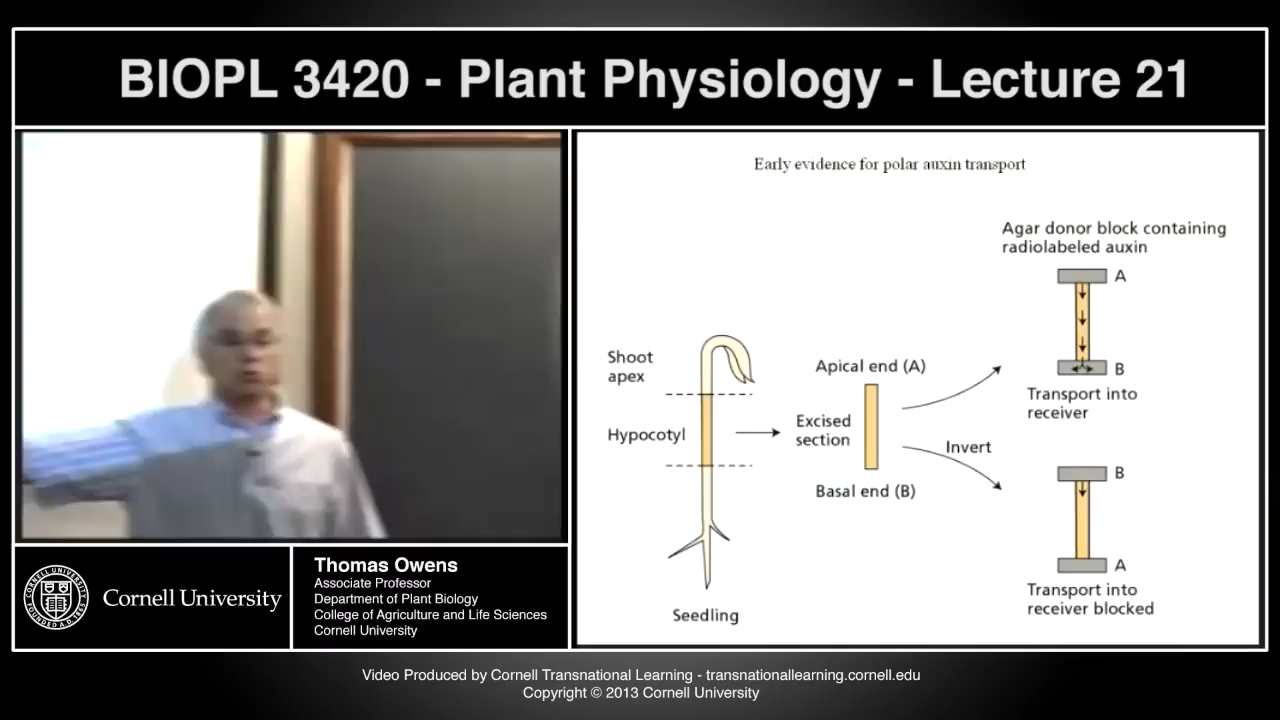 BIOPL 3420 - Plant Physiology - Lecture 21
Early evidence for polar auxin transport
Agar donor block containing
radiolabeled auxin
A
B
Transport into
receiver
Shoot
apex
Hypocotyl
Seedling
Apical end (A)
Excised
section
Basal end (B)
Invert
B
A
Transport into
receiver blocked
Cornell University
Thomas Owens
Associate Professor
Department of Plant Biology
College of Agriculture and Life Sciences
Cornell University
Video Produced by Cornell Transnational Learning - transnationallearning.cornell.edu
Copyright © 2013 Cornell University